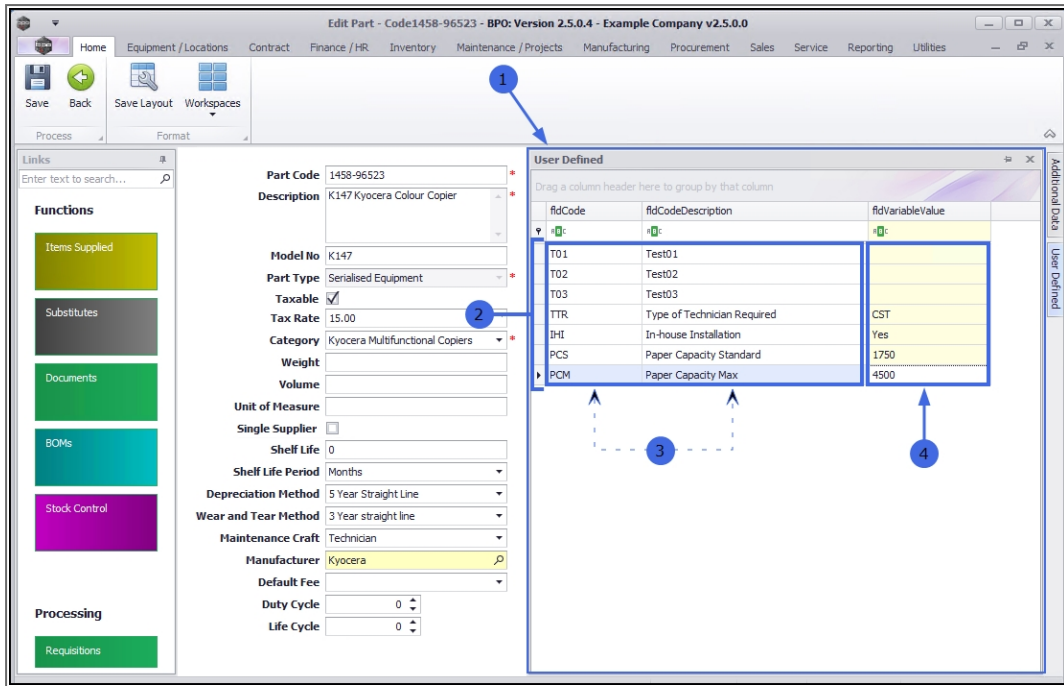 Edit Part - Code1458-96523 - BPO: Version 2.5.0.4 - Example Company v2.5.0.0
Home Equipment / Locations Contract Finance / HR Inventory Maintenance / Projects Manufacturing Procurement Sales Service Reporting Utilities
Save Back Save Layout Workspaces
Process Format
1
Links
Enter text to search...
Functions
Items Supplied
Substitutes
Documents
BOMs
Stock Control
Processing
Requisitions
Part Code 1458-96523 *
Description K147 Kyocera Colour Copier *
Model No K147
Part Type Serialised Equipment *
Taxable
Tax Rate 15.00
Category Kyocera Multifunctional Copiers *
Weight
Volume
Unit of Measure
Single Supplier
Shelf Life 0
Shelf Life Period Months
Depreciation Method 5 Year Straight Line
Wear and Tear Method 3 Year straight line
Maintenance Craft Technician
Manufacturer Kyocera
Default Fee
Duty Cycle 0
Life Cycle 0
2
User Defined
Drag a column header here to group by that column
fldCode fldCodeDescription fldVariableValue
ABC ABC ABC
T01 Test01
T02 Test02
T03 Test03
TTR Type of Technician Required CST
IHI In-house Installation Yes
PCS Paper Capacity Standard 1750
PCM Paper Capacity Max 4500
3
4
Additional Data
User Defined